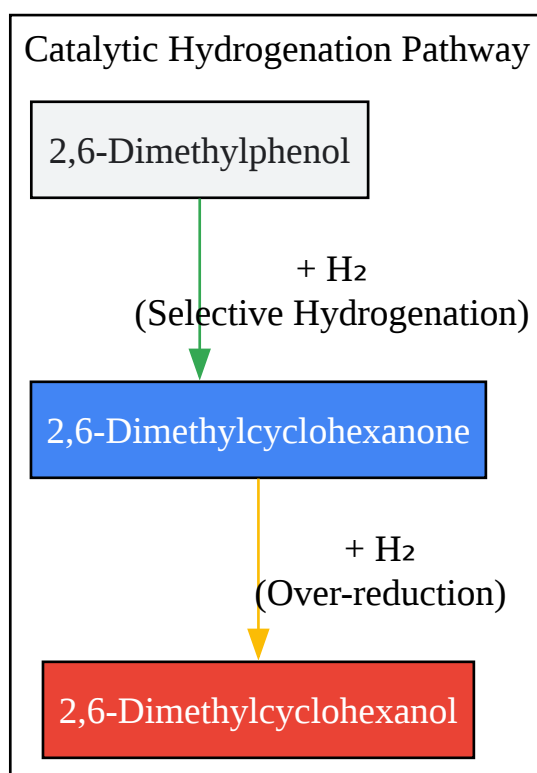 Catalytic Hydrogenation Pathway
2,6-Dimethylphenol
+ H₂
(Selective Hydrogenation)
2,6-Dimethylcyclohexanone
+ H₂
(Over-reduction)
2,6-Dimethylcyclohexanol